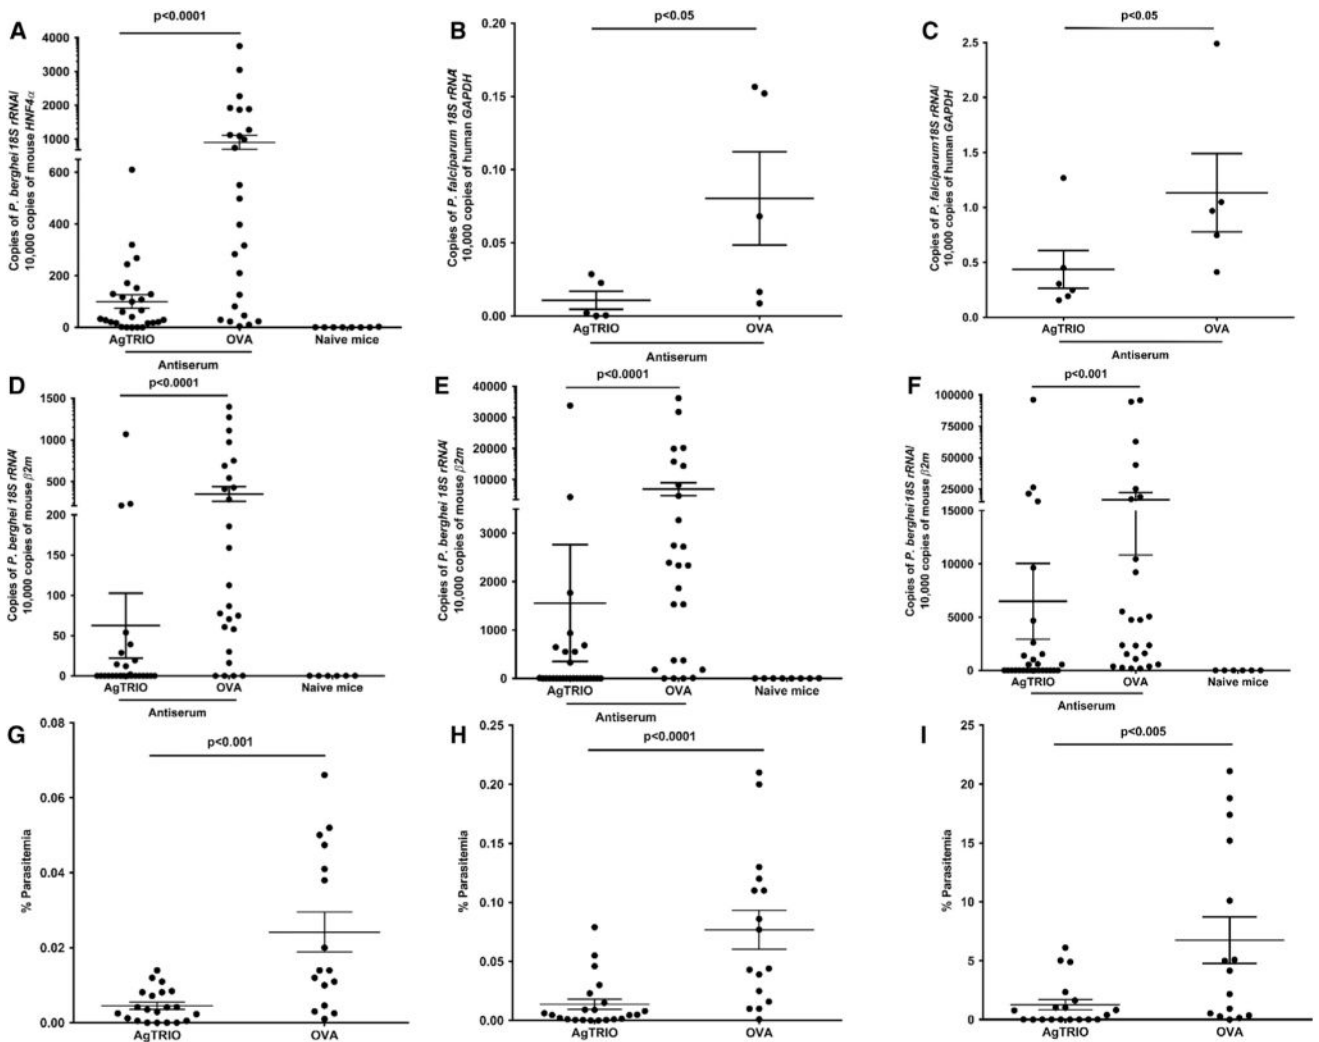 A
p<0.0001
Copies of P. berghei 18S rRNA/
10,000 copies of mouse HNF4α
4000
3000
2000
1000
600
400
200
0
AgTRIO
OVA
Naive mice
Antiserum
B
p<0.05
Copies of P. falciparum 18S rRNA/
10,000 copies of human GAPDH
0.20
0.15
0.10
0.05
0.00
AgTRIO
OVA
Antiserum
C
p<0.05
Copies of P. falciparum18S rRNA/
10,000 copies of human GAPDH
2.5
2.0
1.5
1.0
0.5
0.0
AgTRIO
OVA
Antiserum
D
p<0.0001
Copies of P. berghei 18S rRNA/
10,000 copies of mouse β2m
1500
1000
500
200
150
100
50
0
AgTRIO
OVA
Naive mice
Antiserum
E
p<0.0001
Copies of P. berghei 18S rRNA/
10,000 copies of mouse β2m
40000
30000
20000
10000
3000
2000
1000
0
AgTRIO
OVA
Naive mice
Antiserum
F
p<0.001
Copies of P. berghei 18S rRNA/
10,000 copies of mouse β2m
100000
75000
50000
25000
15000
10000
5000
0
AgTRIO
OVA
Naive mice
Antiserum
G
p<0.001
% Parasitemia
0.08
0.06
0.04
0.02
0.00
AgTRIO
OVA
H
p<0.0001
% Parasitemia
0.25
0.20
0.15
0.10
0.05
0.00
AgTRIO
OVA
I
p<0.005
% Parasitemia
25
20
15
10
5
0
AgTRIO
OVA